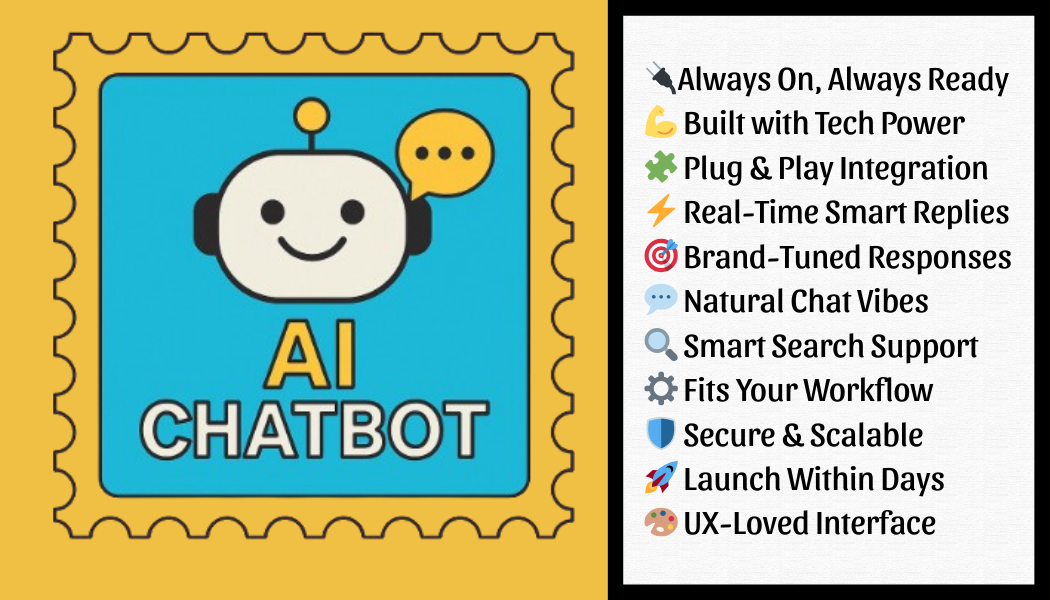 AI
CHATBOT
🔌Always On, Always Ready
💪 Built with Tech Power
🧩 Plug & Play Integration
⚡ Real-Time Smart Replies
🎯 Brand-Tuned Responses
💬 Natural Chat Vibes
🔍 Smart Search Support
⚙️ Fits Your Workflow
🛡️ Secure & Scalable
🚀 Launch Within Days
🎨 UX-Loved Interface